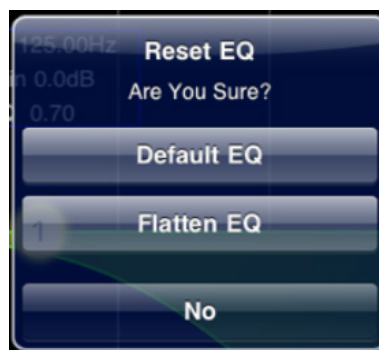 125.00Hz
Reset EQ
n 0.0dB
Are You Sure?
0.70
Default EQ
1
Flatten EQ
No